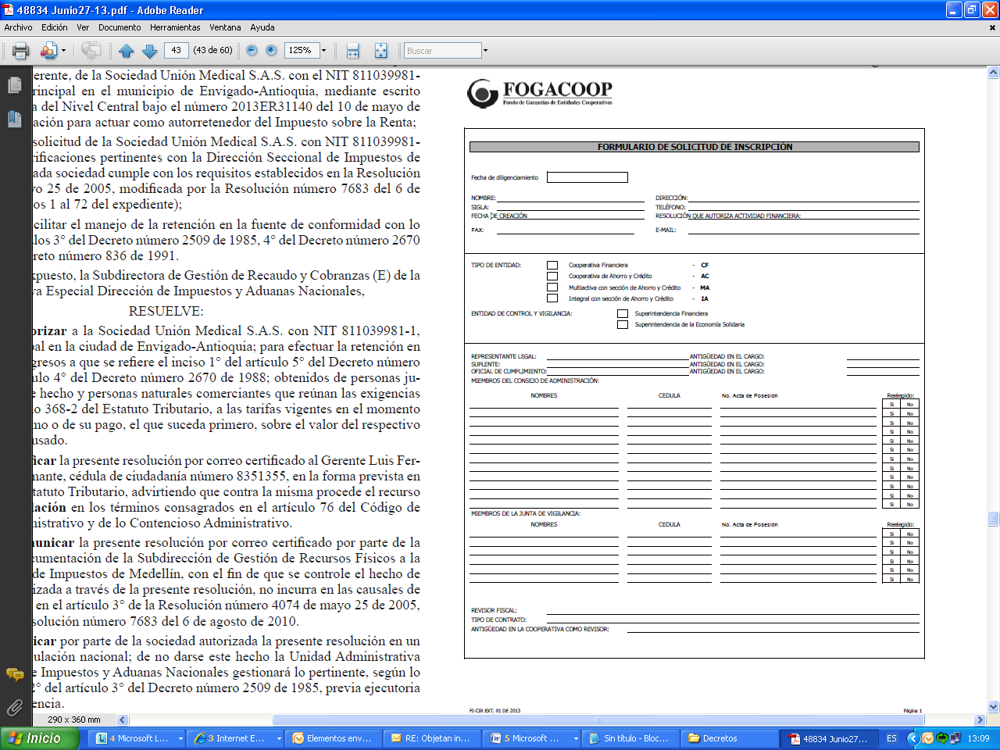 48834 Junio27-13.pdf - Adobe Reader
Archivo Edición Ver Documento Herramientas Ventana Ayuda
43 (43 de 60) 125% Buscar
erente, de la Sociedad Unión Medical S.A.S. con el NIT 811039981-
rincipal en el municipio de Envigado-Antioquia, mediante escrito
a del Nivel Central bajo el número 2013ER31140 del 10 de mayo de
ación para actuar como autorretenedor del Impuesto sobre la Renta;
solicitud de la Sociedad Unión Medical S.A.S. con NIT 811039981-
rificaciones pertinentes con la Dirección Seccional de Impuestos de
ada sociedad cumple con los requisitos establecidos en la Resolución
yo 25 de 2005, modificada por la Resolución número 7683 del 6 de
os 1 al 72 del expediente);
cilitar el manejo de la retención en la fuente de conformidad con lo
ulos 3° del Decreto número 2509 de 1985, 4° del Decreto número 2670
reto número 836 de 1991.
xpuesto, la Subdirectora de Gestión de Recaudo y Cobranzas (E) de la
va Especial Dirección de Impuestos y Aduanas Nacionales,
RESUELVE:
orizar a la Sociedad Unión Medical S.A.S. con NIT 811039981-1,
pal en la ciudad de Envigado-Antioquia; para efectuar la retención en
gresos a que se refiere el inciso 1° del artículo 5° del Decreto número
ulo 4° del Decreto número 2670 de 1988; obtenidos de personas ju-
e hecho y personas naturales comerciantes que reúnan las exigencias
lo 368-2 del Estatuto Tributario, a las tarifas vigentes en el momento
mo o de su pago, el que suceda primero, sobre el valor del respectivo
usado.
ficar la presente resolución por correo certificado al Gerente Luis Fer-
mante, cédula de ciudadanía número 8351355, en la forma prevista en
statuto Tributario, advirtiendo que contra la misma procede el recurso
lación en los términos consagrados en el artículo 76 del Código de
nistrativo y de lo Contencioso Administrativo.
unicar la presente resolución por correo certificado por parte de la
cumentación de la Subdirección de Gestión de Recursos Físicos a la
de Impuestos de Medellín, con el fin de que se controle el hecho de
izada a través de la presente resolución, no incurra en las causales de
en el artículo 3° de la Resolución número 4074 de mayo 25 de 2005,
solución número 7683 del 6 de agosto de 2010.
icar por parte de la sociedad autorizada la presente resolución en un
ulación nacional; de no darse este hecho la Unidad Administrativa
e Impuestos y Aduanas Nacionales gestionará lo pertinente, según lo
2° del artículo 3° del Decreto número 2509 de 1985, previa ejecutoria
encia.
FOGACOOP
Fondo de Garantías de Entidades Cooperativas
FORMULARIO DE SOLICITUD DE INSCRIPCIÓN
Fecha de diligenciamiento
NOMBRE: DIRECCIÓN:
SIGLA: TELÉFONO:
FECHA DE CREACIÓN RESOLUCIÓN QUE AUTORIZA ACTIVIDAD FINANCIERA:
FAX: E-MAIL:
TIPO DE ENTIDAD: Cooperativa Financiera - CF
Cooperativa de Ahorro y Crédito - AC
Multiactiva con sección de Ahorro y Crédito - MA
Integral con sección de Ahorro y Crédito - IA
ENTIDAD DE CONTROL Y VIGILANCIA: Superintendencia Financiera
Superintendencia de la Economía Solidaria
REPRESENTANTE LEGAL: ANTIGÜEDAD EN EL CARGO:
SUPLENTE: ANTIGÜEDAD EN EL CARGO:
OFICIAL DE CUMPLIMIENTO: ANTIGÜEDAD EN EL CARGO:
MIEMBROS DEL CONSEJO DE ADMINISTRACIÓN:
NOMBRES CEDULA No. Acta de Posesión Reelegido:
Si No
Si No
Si No
Si No
Si No
Si No
Si No
Si No
Si No
Si No
Si No
Si No
MIEMBROS DE LA JUNTA DE VIGILANCIA:
NOMBRES CEDULA No. Acta de Posesión Reelegido:
Si No
Si No
Si No
Si No
Si No
Si No
REVISOR FISCAL:
TIPO DE CONTRATO:
ANTIGÜEDAD EN LA COOPERATIVA COMO REVISOR:
FI-CIR EXT. 01 DE 2013 Página 1
290 x 360 mm
Inicio 4 Microsoft L... 3 Internet E... Elementos env... RE: Objetan in... 5 Microsoft ... Sin título - Bloc... Decretos 48834 Junio27... ES 13:09